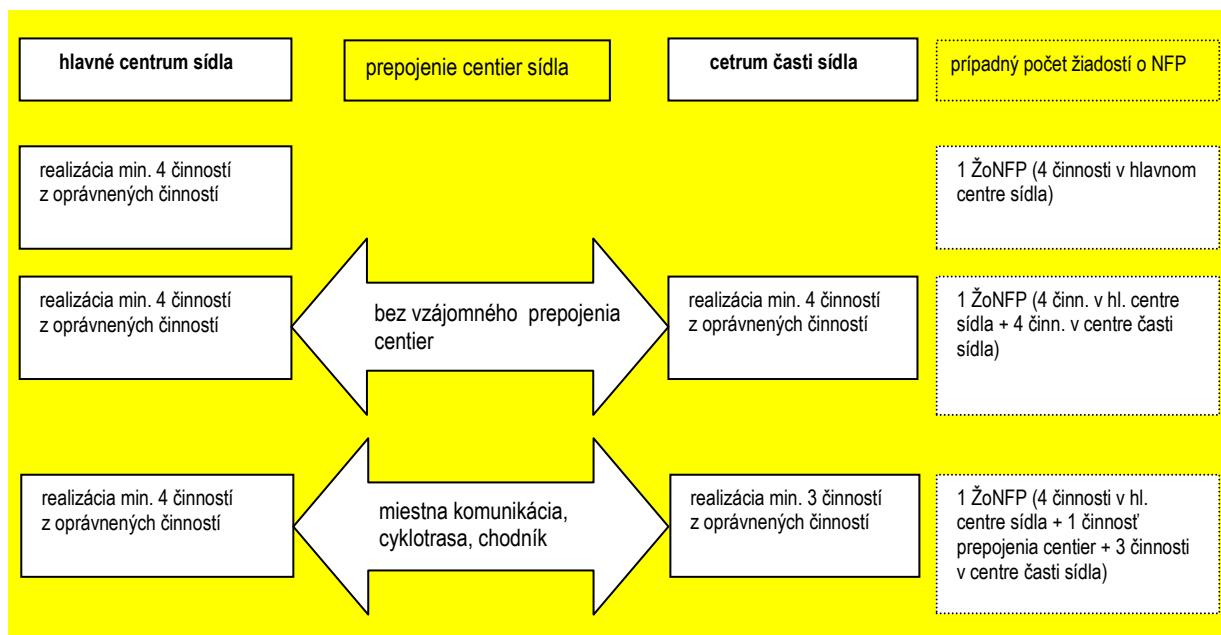 hlavné centrum sídla
prepojenie centier sídla
cetrum časti sídla
prípadný počet žiadostí o NFP
realizácia min. 4 činností
z oprávnených činností
1 ŽoNFP (4 činnosti v hlavnom
centre sídla)
realizácia min. 4 činností
z oprávnených činností
bez vzájomného prepojenia
centier
realizácia min. 4 činností
z oprávnených činností
1 ŽoNFP (4 činn. v hl. centre
sídla + 4 činn. v centre časti
sídla)
realizácia min. 4 činností
z oprávnených činností
miestna komunikácia,
cyklotrasa, chodník
realizácia min. 3 činností
z oprávnených činností
1 ŽoNFP (4 činnosti v hl.
centre sídla + 1 činnosť
prepojenia centier + 3 činnosti
v centre časti sídla)